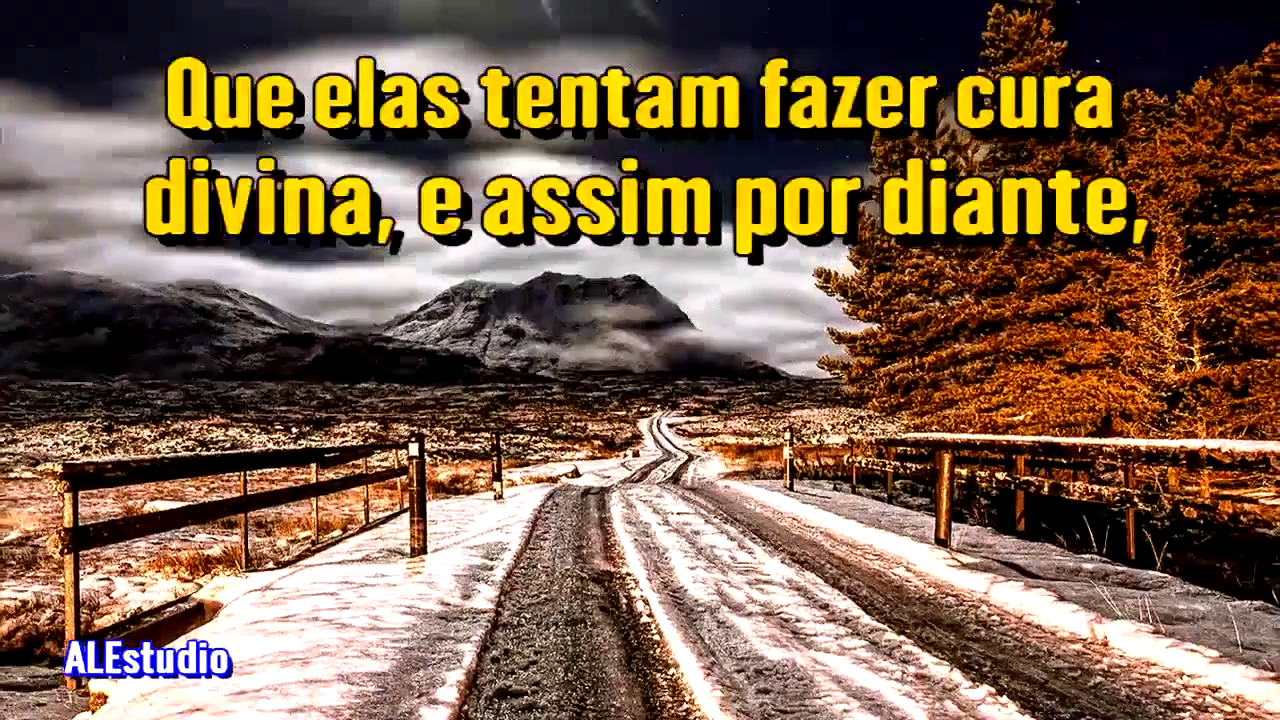 Que elas tentam fazer cura
divina, e assim por diante,
ALEstudio